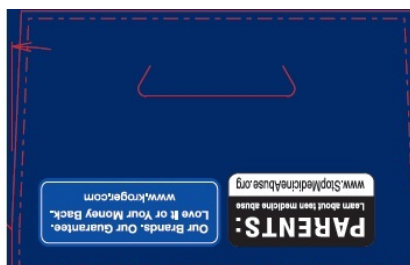 PARENTS:
Learn about teen medicine abuse
www.StopMedicineAbuse.org
Our Brands. Our Guarantee.
Love It or Your Money Back.
www.kroger.com